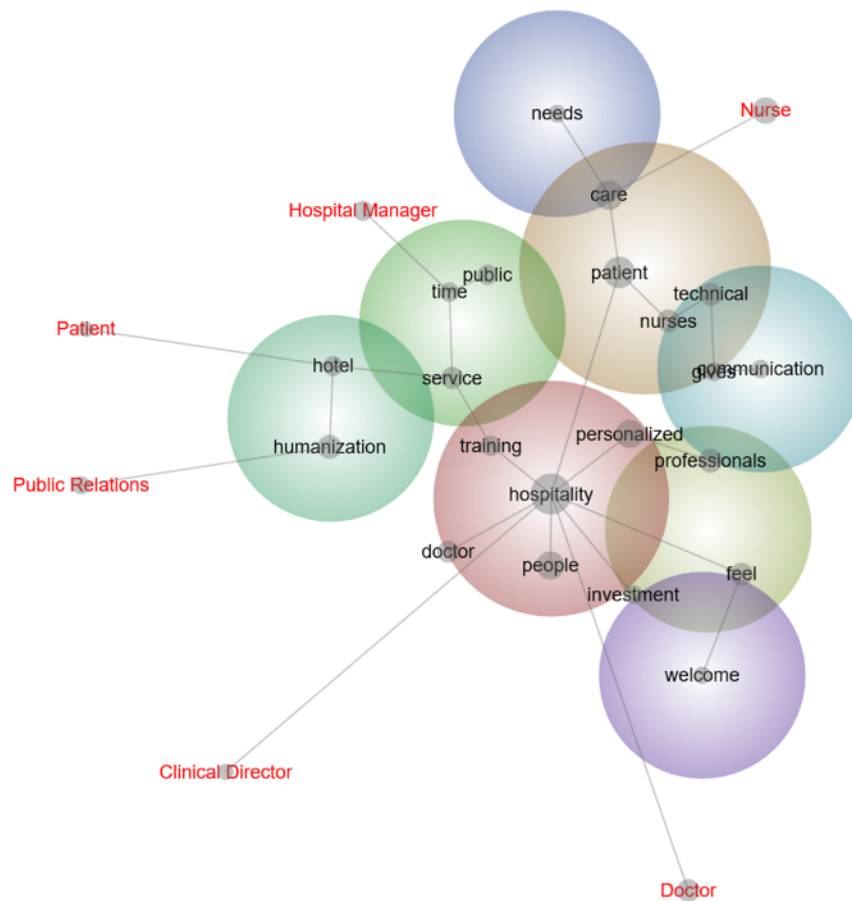 needs
Nurse
care
Hospital Manager
public
patient
time
technical
nurses
Patient
hotel
service
gives
communication
personalized
humanization
training
professionals
Public Relations
hospitality
doctor
people
feel
investment
welcome
Clinical Director
Doctor